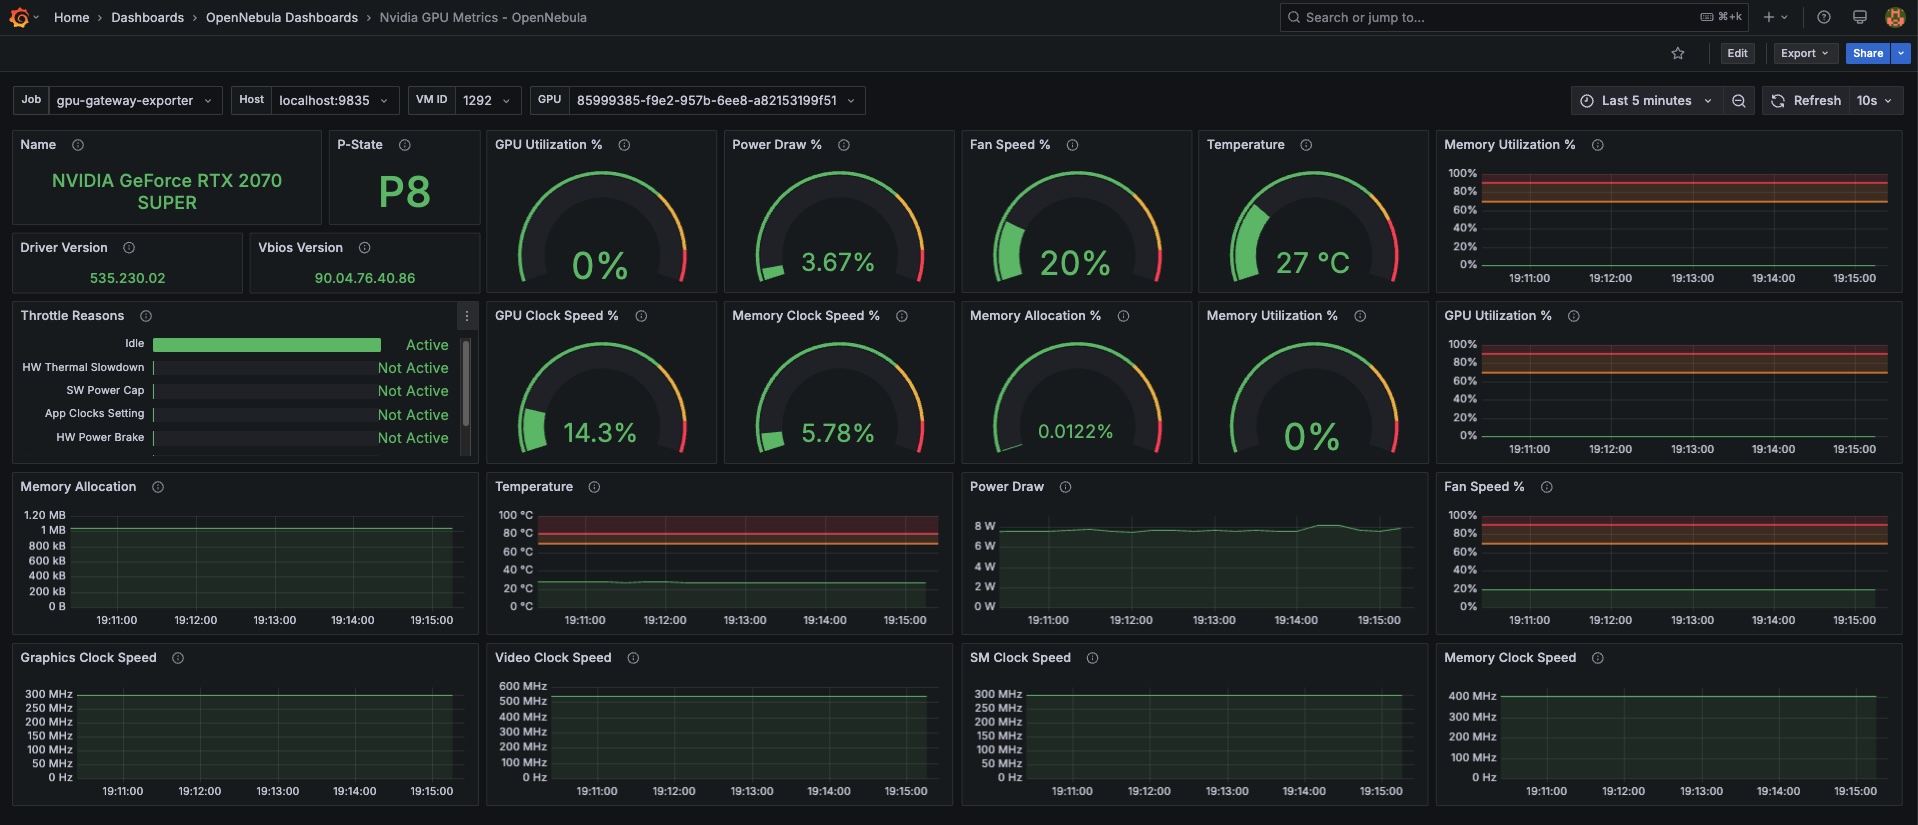 Home › Dashboards › OpenNebula Dashboards › Nvidia GPU Metrics - OpenNebula
Search or jump to... ⌘+k
Edit Export Share
Job gpu-gateway-exporter Host localhost:9835 VM ID 1292 GPU 85999385-f9e2-957b-6ee8-a82153199f51 Last 5 minutes Refresh 10s
Name
NVIDIA GeForce RTX 2070
SUPER
P-State
P8
Driver Version
535.230.02
Vbios Version
90.04.76.40.86
GPU Utilization %
0%
Power Draw %
3.67%
Fan Speed %
20%
Temperature
27 °C
Memory Utilization %
100%
80%
60%
40%
20%
0%
19:11:00 19:12:00 19:13:00 19:14:00 19:15:00
Throttle Reasons
Idle Active
HW Thermal Slowdown Not Active
SW Power Cap Not Active
App Clocks Setting Not Active
HW Power Brake Not Active
GPU Clock Speed %
14.3%
Memory Clock Speed %
5.78%
Memory Allocation %
0.0122%
Memory Utilization %
0%
GPU Utilization %
100%
80%
60%
40%
20%
0%
19:11:00 19:12:00 19:13:00 19:14:00 19:15:00
Memory Allocation
1.20 MB
1 MB
800 kB
600 kB
400 kB
200 kB
0 B
19:11:00 19:12:00 19:13:00 19:14:00 19:15:00
Temperature
100 °C
80 °C
60 °C
40 °C
20 °C
0 °C
19:11:00 19:12:00 19:13:00 19:14:00 19:15:00
Power Draw
8 W
6 W
4 W
2 W
0 W
19:11:00 19:12:00 19:13:00 19:14:00 19:15:00
Fan Speed %
100%
80%
60%
40%
20%
0%
19:11:00 19:12:00 19:13:00 19:14:00 19:15:00
Graphics Clock Speed
300 MHz
250 MHz
200 MHz
150 MHz
100 MHz
50 MHz
0 Hz
19:11:00 19:12:00 19:13:00 19:14:00 19:15:00
Video Clock Speed
600 MHz
500 MHz
400 MHz
300 MHz
200 MHz
100 MHz
0 Hz
19:11:00 19:12:00 19:13:00 19:14:00 19:15:00
SM Clock Speed
300 MHz
250 MHz
200 MHz
150 MHz
100 MHz
50 MHz
0 Hz
19:11:00 19:12:00 19:13:00 19:14:00 19:15:00
Memory Clock Speed
400 MHz
300 MHz
200 MHz
100 MHz
0 Hz
19:11:00 19:12:00 19:13:00 19:14:00 19:15:00